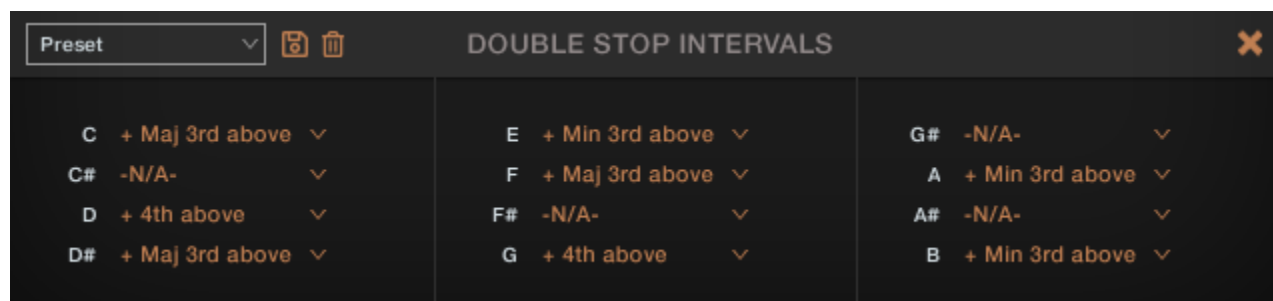 Preset
DOUBLE STOP INTERVALS
C + Maj 3rd above
C# -N/A-
D + 4th above
D# + Maj 3rd above
E + Min 3rd above
F + Maj 3rd above
F# -N/A-
G + 4th above
G# -N/A-
A + Min 3rd above
A# -N/A-
B + Min 3rd above